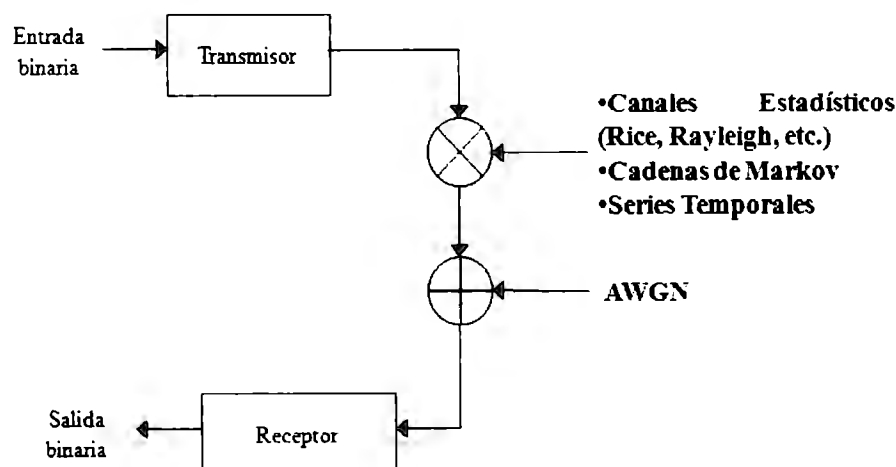 Entrada
binaria
Transmisor
•Canales Estadísticos
(Rice, Rayleigh, etc.)
•Cadenas de Markov
•Series Temporales
AWGN
Salida
binaria
Receptor